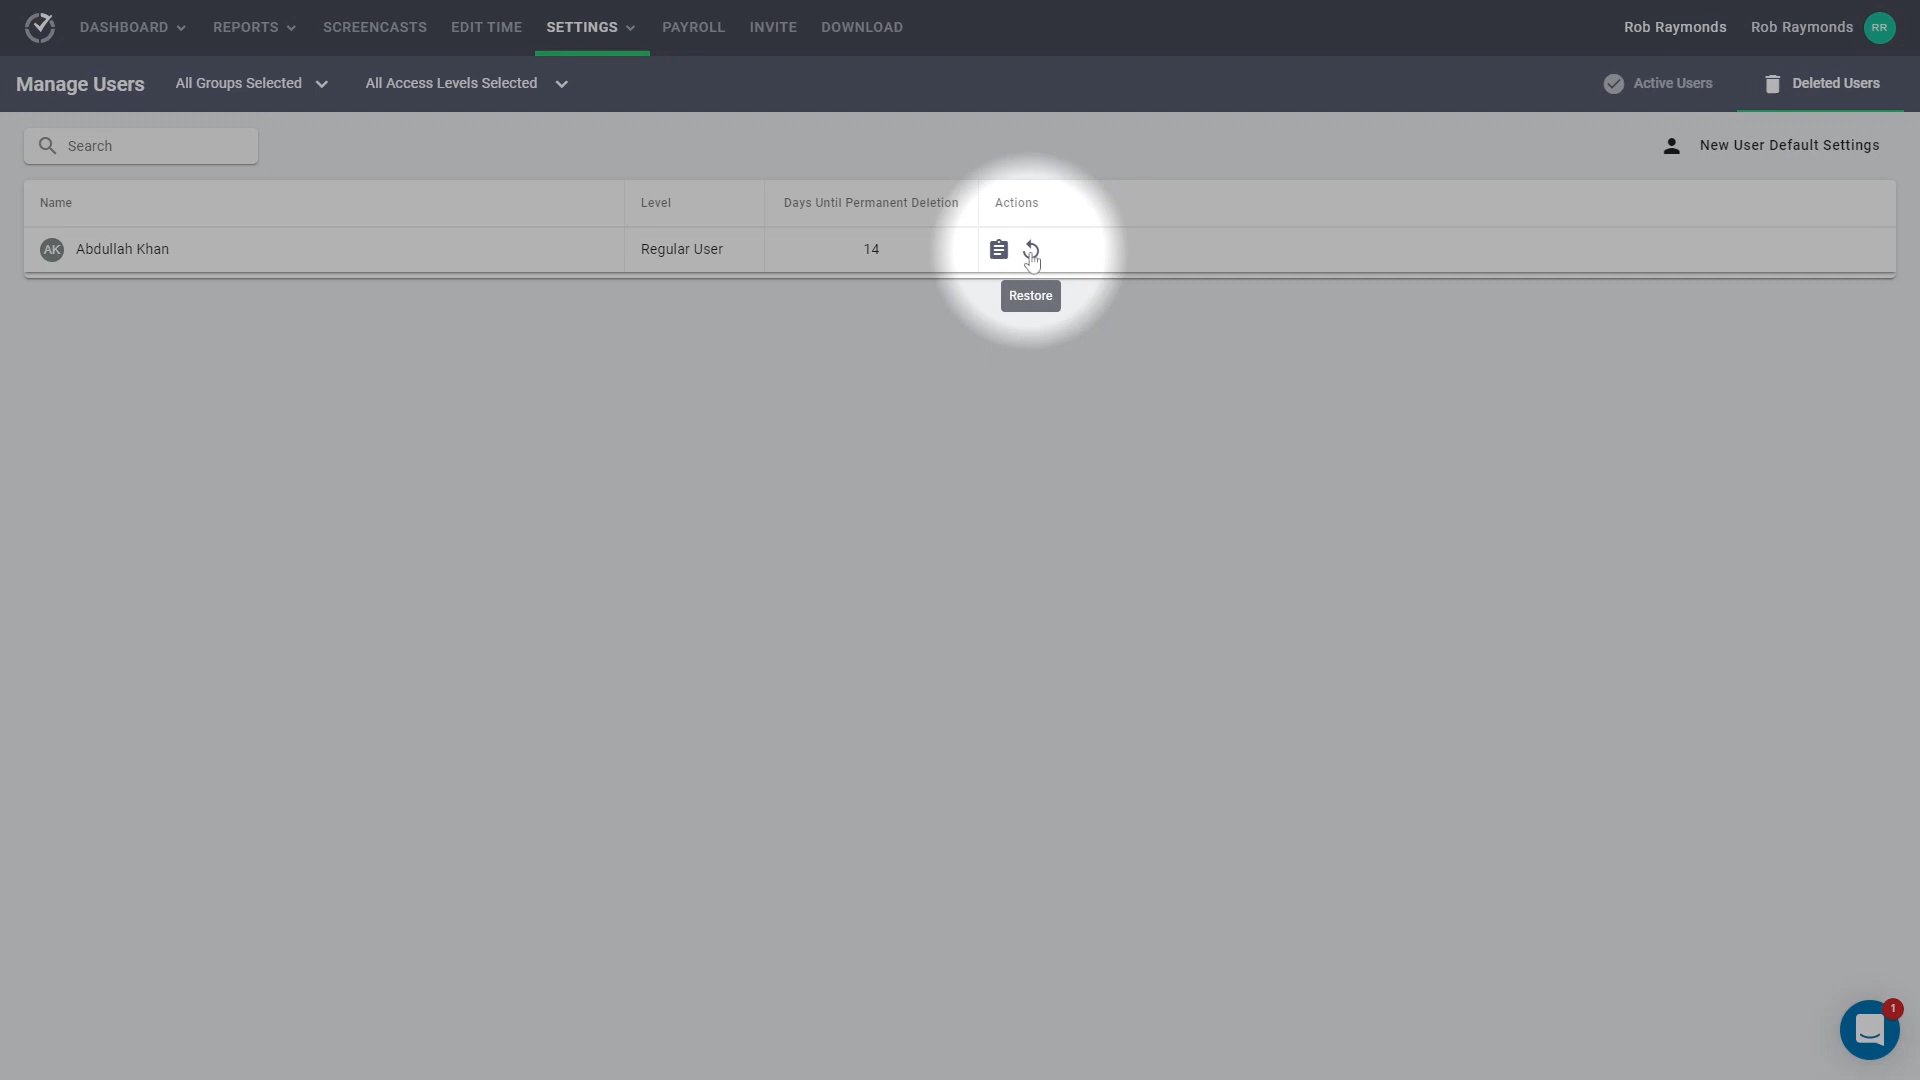 DASHBOARD REPORTS SCREENCASTS EDIT TIME SETTINGS PAYROLL INVITE DOWNLOAD Rob Raymonds Rob Raymonds RR
Manage Users All Groups Selected All Access Levels Selected Active Users Deleted Users
Search New User Default Settings
Name Level Days Until Permanent Deletion Actions
AK Abdullah Khan Regular User 14
Restore
1